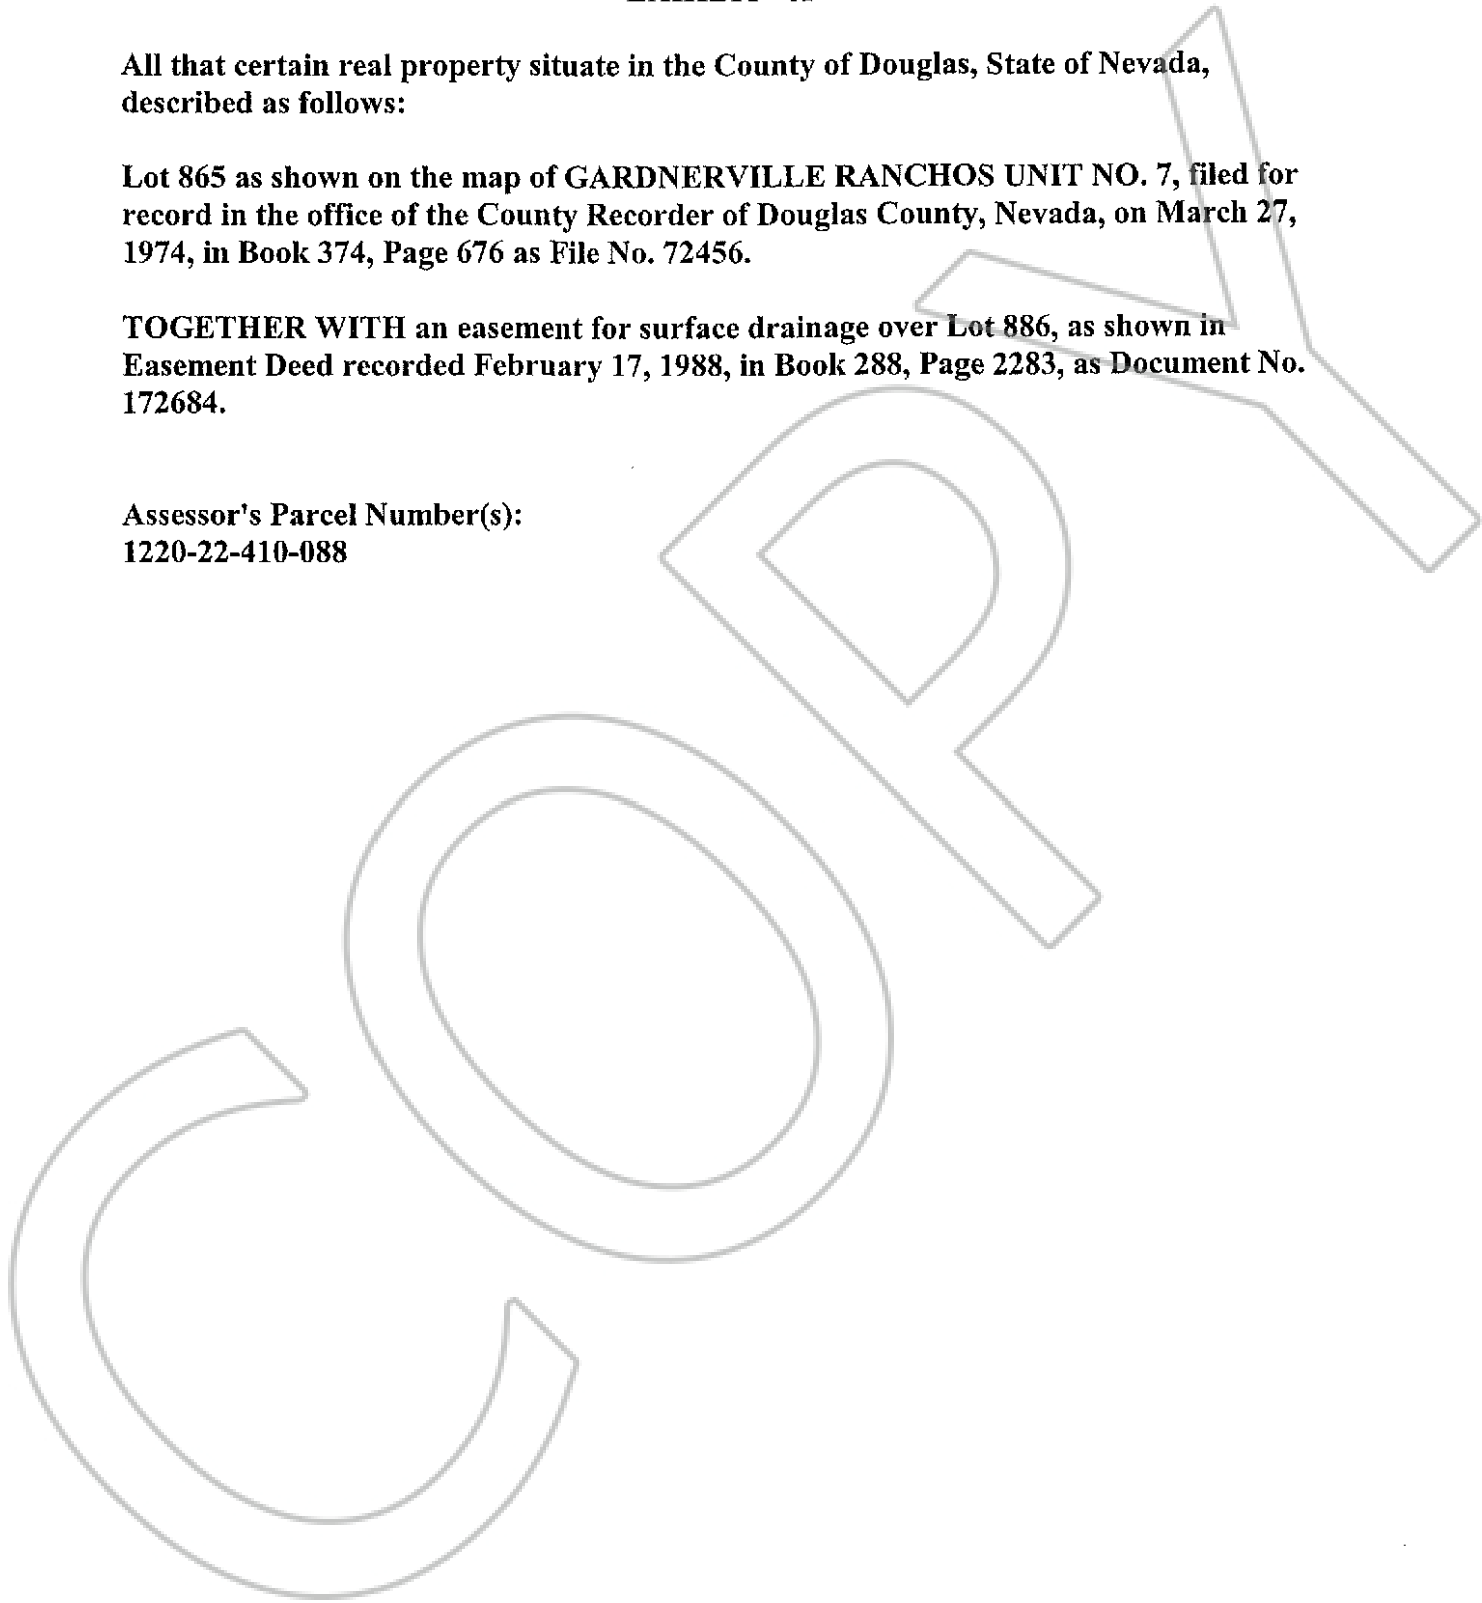 All that certain real property situate in the County of Douglas, State of Nevada,
described as follows:
Lot 865 as shown on the map of GARDNERVILLE RANCHOS UNIT NO. 7, filed for
record in the office of the County Recorder of Douglas County, Nevada, on March 27,
1974, in Book 374, Page 676 as File No. 72456.
TOGETHER WITH an easement for surface drainage over Lot 886, as shown in
Easement Deed recorded February 17, 1988, in Book 288, Page 2283, as Document No.
172684.
Assessor's Parcel Number(s):
1220-22-410-088
COPY